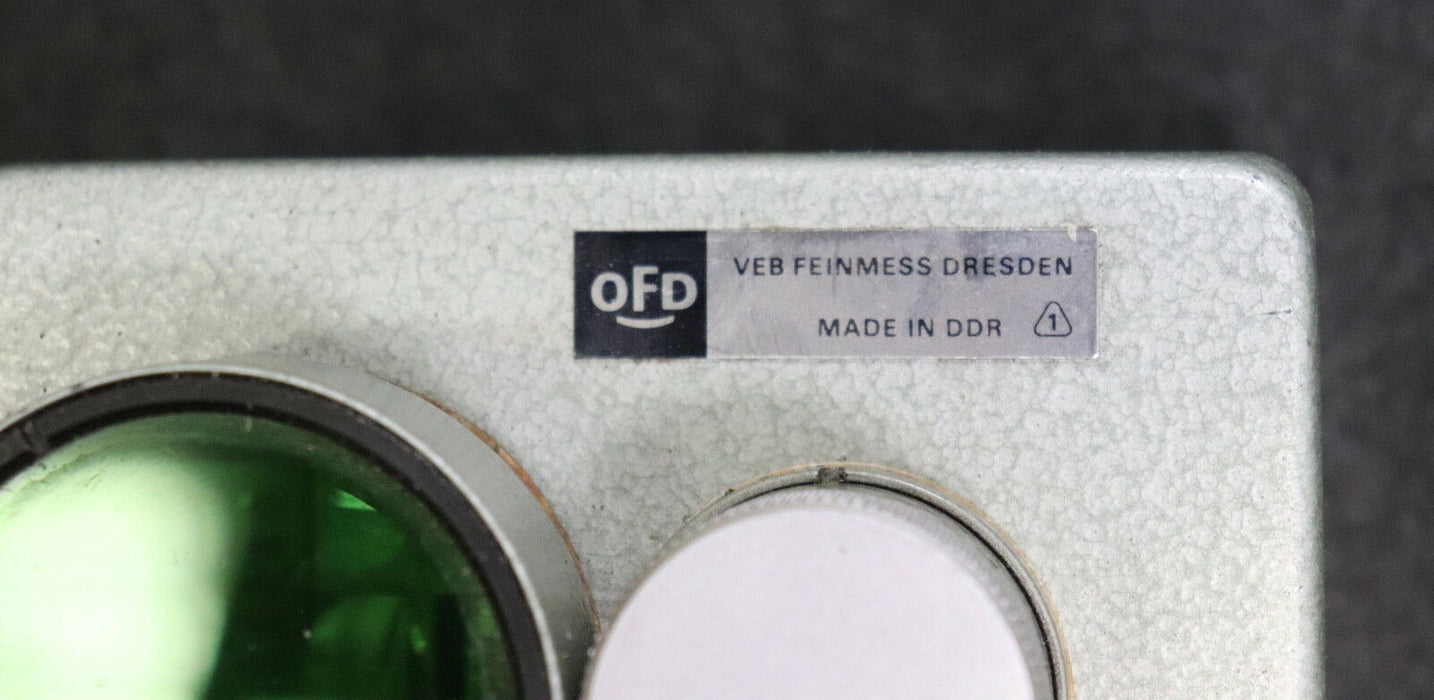 OFD
VEB FEINMESS DRESDEN
MADE IN DDR 1